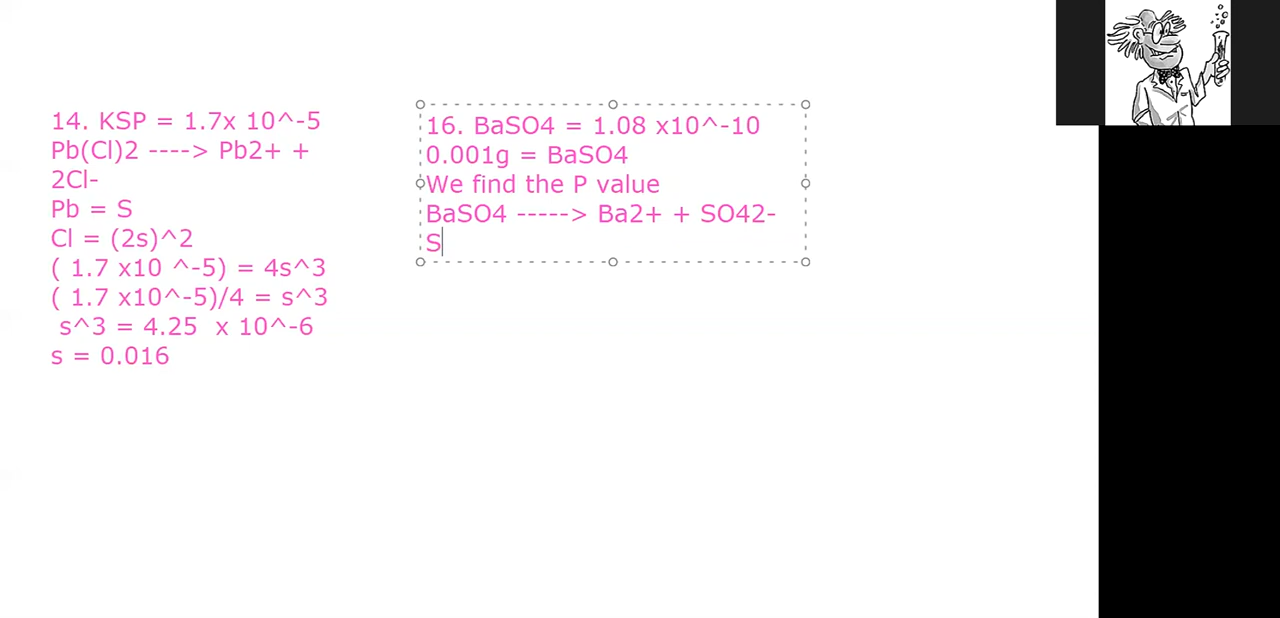 14. KSP = 1.7x 10^-5
Pb(Cl)2 ----> Pb2+ +
2Cl-
Pb = S
Cl = (2s)^2
( 1.7 x10 ^-5) = 4s^3
( 1.7 x10^-5)/4 = s^3
s^3 = 4.25  x 10^-6
s = 0.016
16. BaSO4 = 1.08 x10^-10
0.001g = BaSO4
We find the P value
BaSO4 -----> Ba2+ + SO42-
S